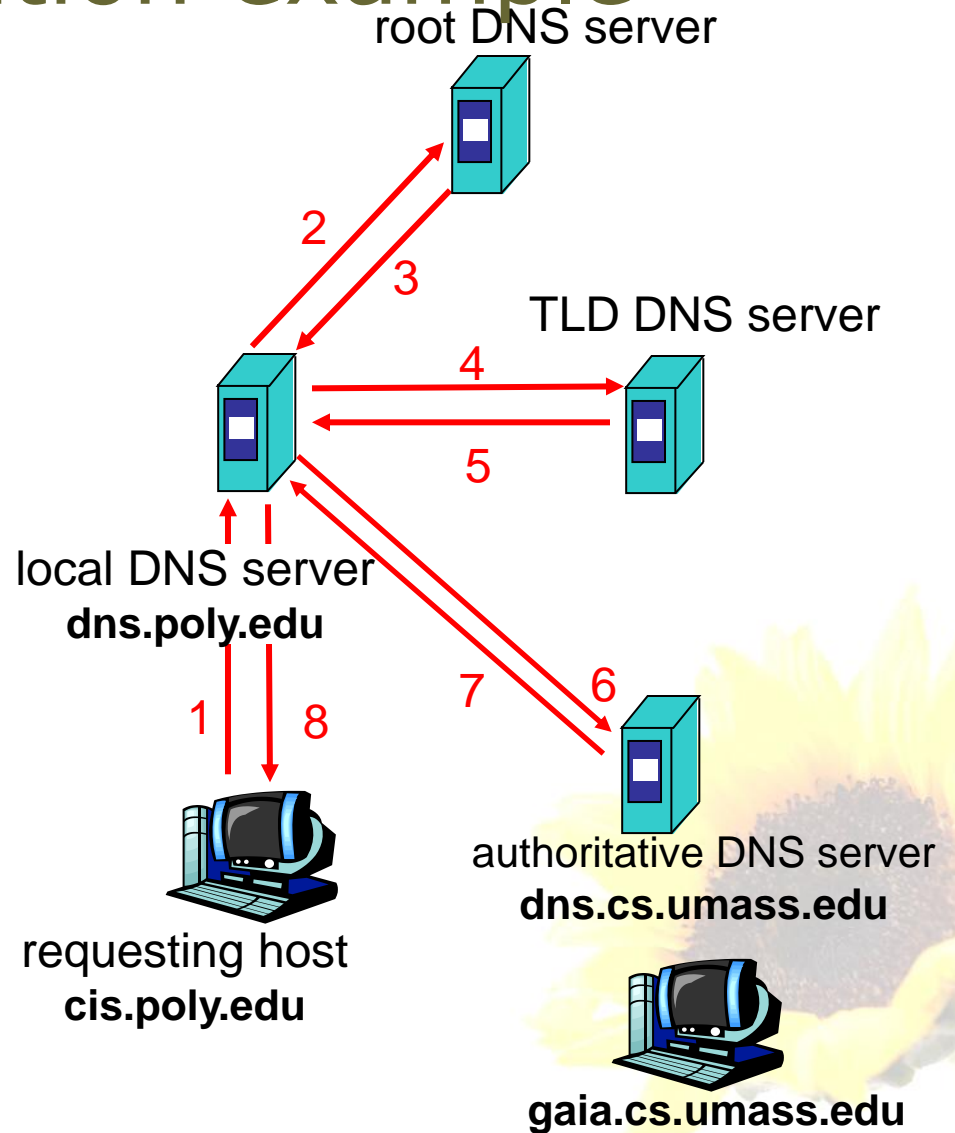 example
root DNS server
2
3
TLD DNS server
4
5
local DNS server
dns.poly.edu
1
8
7
6
authoritative DNS server
dns.cs.umass.edu
requesting host
cis.poly.edu
gaia.cs.umass.edu